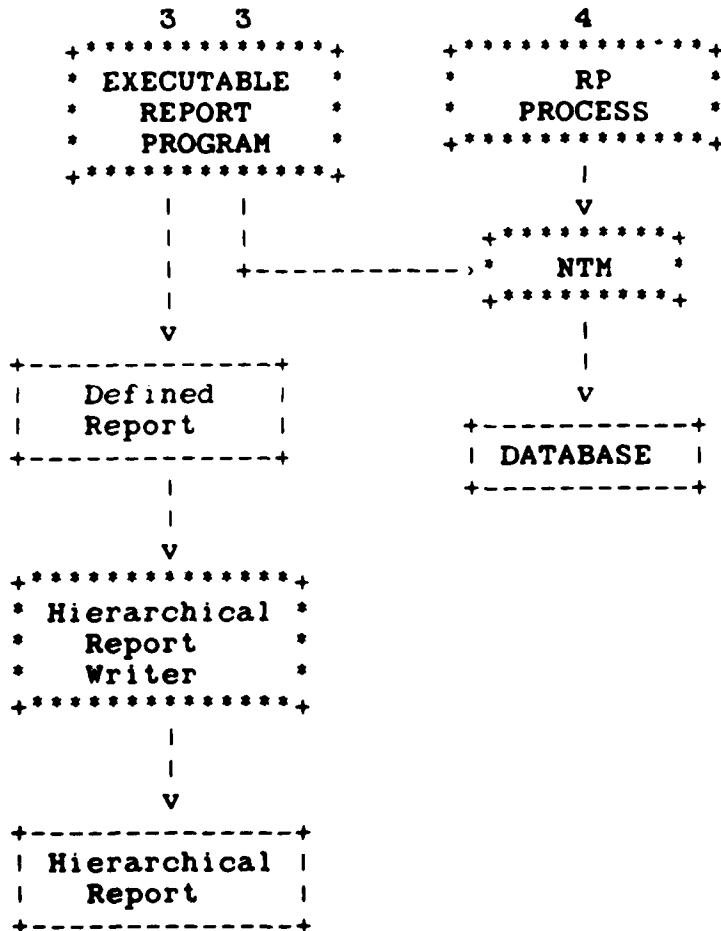 3 3
EXECUTABLE
REPORT
PROGRAM
4
RP
PROCESS
NTM
Defined
Report
DATABASE
Hierarchical
Report
Writer
Hierarchical
Report